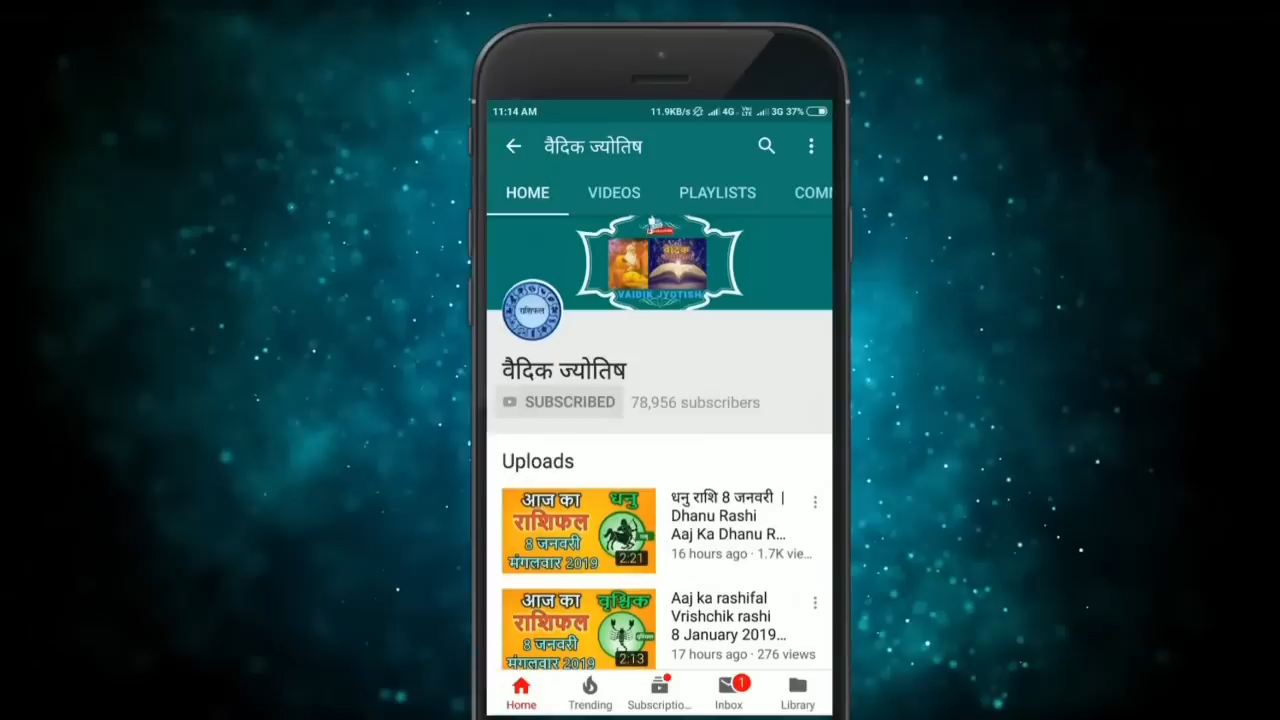 11:14 AM
11.9KB/s 4G VoLTE 3G 37%
वैदिक ज्योतिष
HOME VIDEOS PLAYLISTS COMM
वैदिक
VAIDIK JYOTISH
राशिफल
वैदिक ज्योतिष
SUBSCRIBED 78,956 subscribers
Uploads
आज का धनु
राशिफल
8 जनवरी
मंगलवार 2019
2:21
धनु राशि 8 जनवरी |
Dhanu Rashi
Aaj Ka Dhanu R...
16 hours ago · 1.7K vie...
आज का वृश्चिक
राशिफल
8 जनवरी
मंगलवार 2019
2:13
Aaj ka rashifal
Vrishchik rashi
8 January 2019...
17 hours ago · 276 views
1
Home Trending Subscriptio... Inbox Library